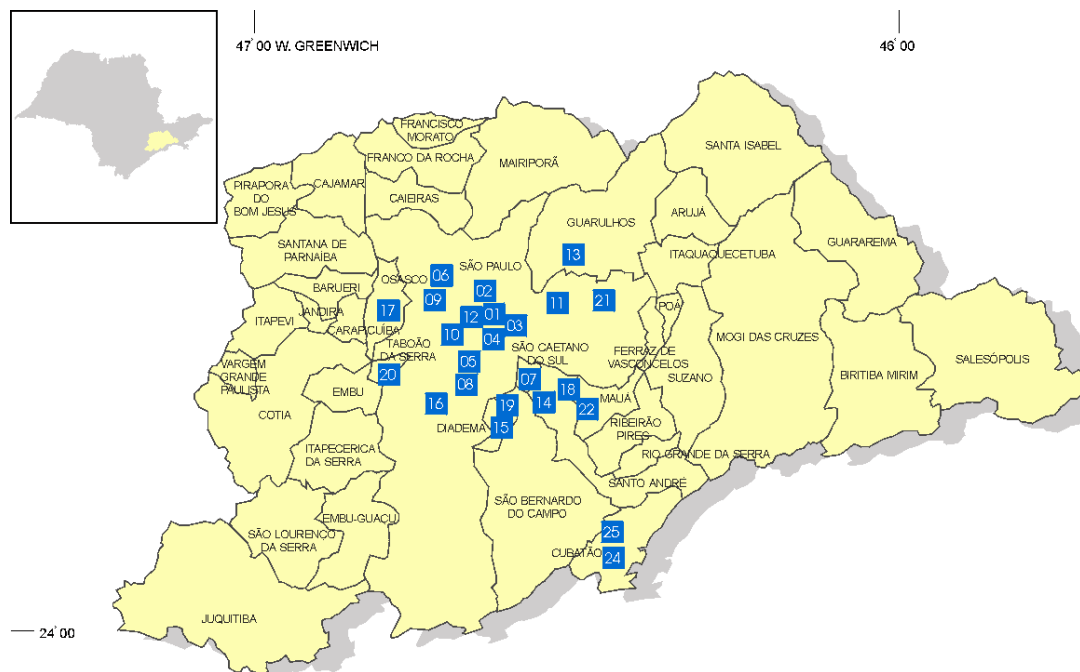 47°00 W. GREENWICH
46°00
FRANCISCO
MORATO
FRANCO DA ROCHA
MAIRIPORÃ
SANTA ISABEL
PIRAPORA
DO
BOM JESUS
CAJAMAR
CAIEIRAS
GUARULHOS
ARUJÁ
SANTANA DE
PARNAÍBA
SÃO PAULO
ITAQUAQUECETUBA
GUARAREMA
13
OSASCO
06
BARUERI
02
09
11
21
POÁ
JANDIRA
17
12
01
ITAPEVI
CARAPICUÍBA
03
10
04
TABOÃO
DA SERRA
SÃO CAETANO
DO SUL
FERRAZ DE
VASCONCELOS
MOGI DAS CRUZES
SALESÓPOLIS
VARGEM
GRANDE
PAULISTA
05
20
08
07
SUZANO
BIRITIBA MIRIM
EMBU
18
MAUÁ
COTIA
16
19
14
22
DIADEMA
15
RIBEIRÃO
PIRES
ITAPECERICA
DA SERRA
RIO GRANDE DA SERRA
SANTO ANDRÉ
SÃO BERNARDO
DO CAMPO
EMBU-GUAÇU
SÃO LOURENÇO
DA SERRA
25
CUBATÃO
24
JUQUITIBA
24°00